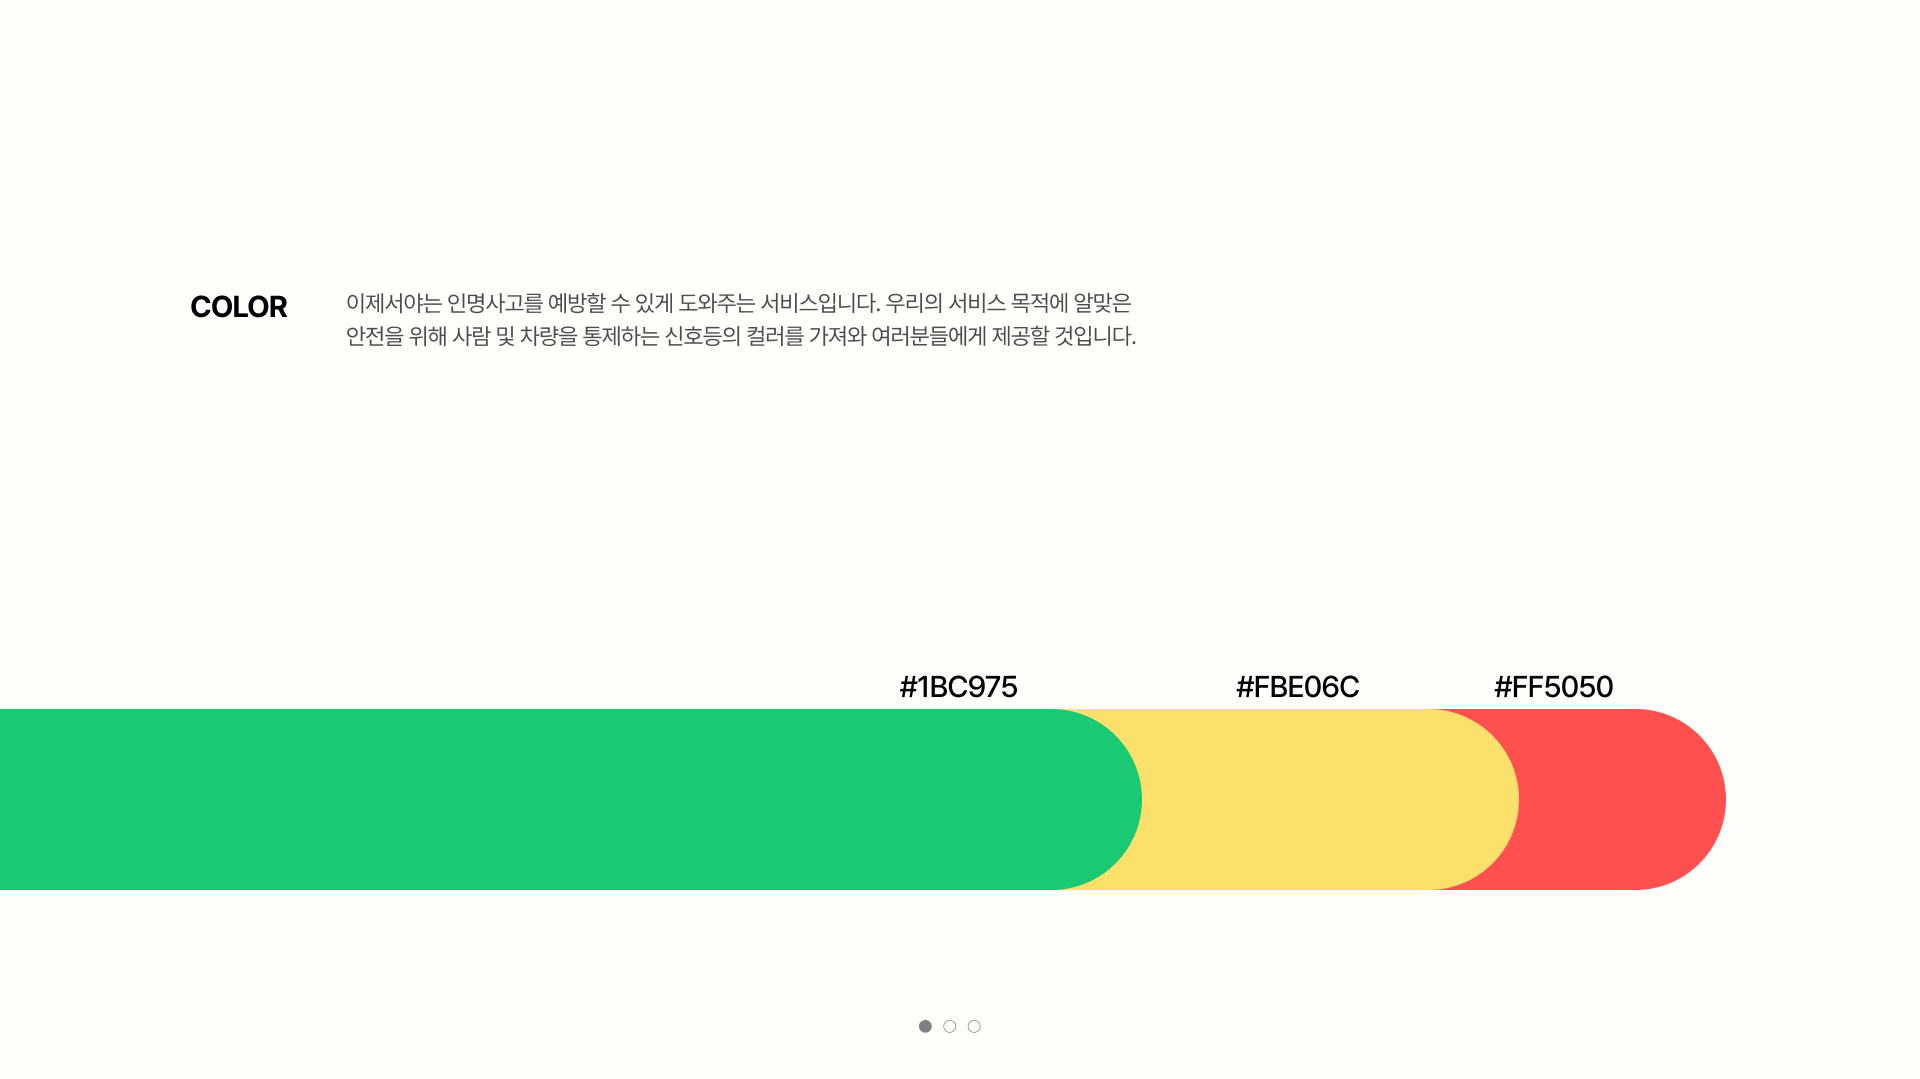 COLOR
이제서야는 인명사고를 예방할 수 있게 도와주는 서비스입니다. 우리의 서비스 목적에 알맞은
안전을 위해 사람 및 차량을 통제하는 신호등의 컬러를 가져와 여러분들에게 제공할 것입니다.
#1BC975
#FBE06C
#FF5050